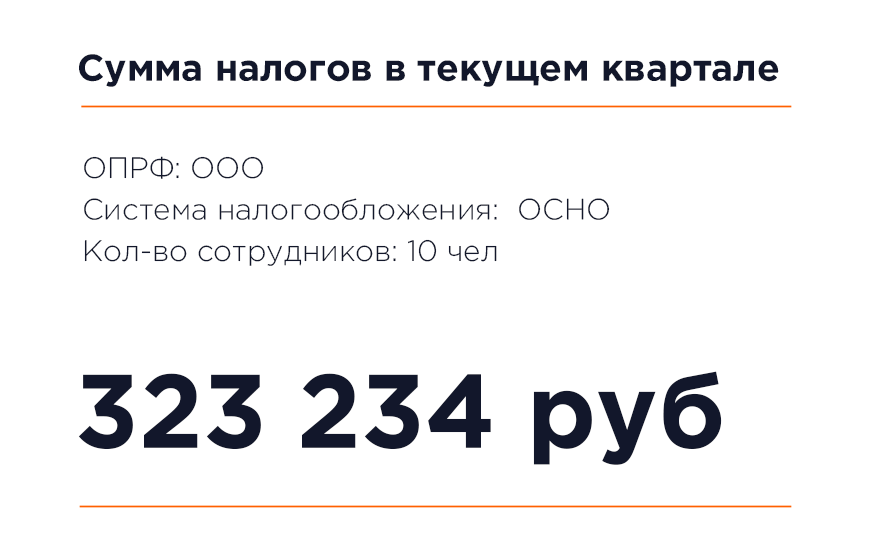 Сумма налогов в текущем квартале
ОПРФ: ООО
Система налогообложения: ОСНО
Кол-во сотрудников: 10 чел
323 234 руб